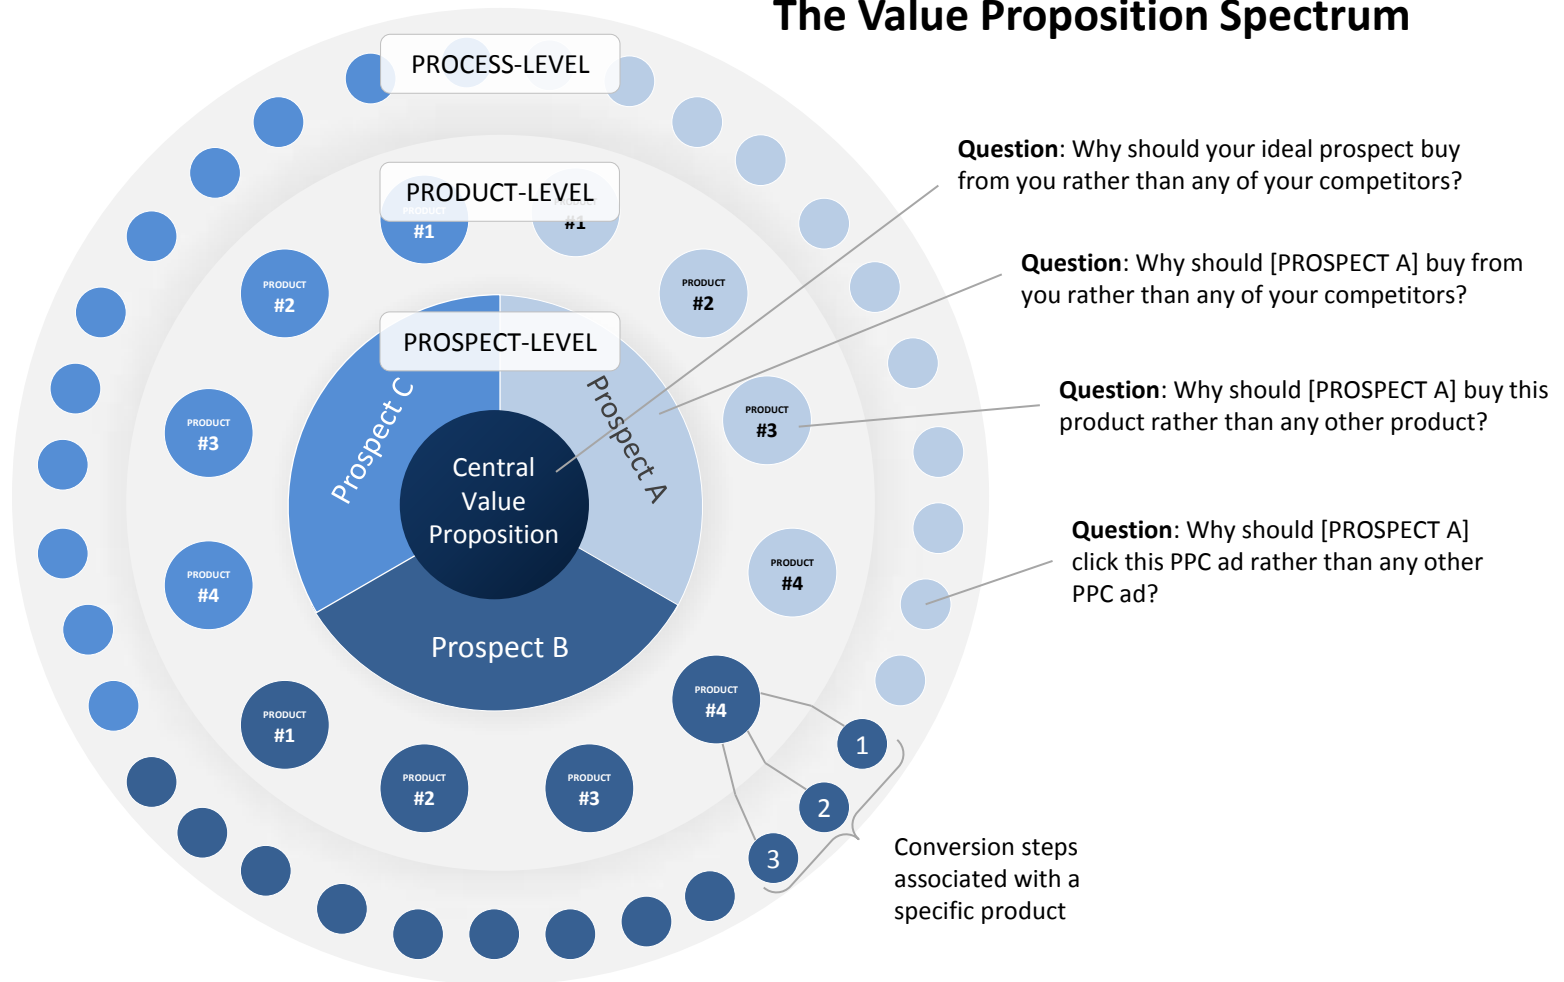 The Value Proposition Spectrum
PROCESS-LEVEL
PRODUCT-LEVEL
PROSPECT-LEVEL
Question: Why should your ideal prospect buy
from you rather than any of your competitors?
Question: Why should [PROSPECT A] buy from
you rather than any of your competitors?
Question: Why should [PROSPECT A] buy this
product rather than any other product?
Question: Why should [PROSPECT A]
click this PPC ad rather than any other
PPC ad?
Central
Value
Proposition
Prospect A
Prospect B
Prospect C
PRODUCT
#1
PRODUCT
#2
PRODUCT
#3
PRODUCT
#4
PRODUCT
#4
PRODUCT
#3
PRODUCT
#2
PRODUCT
#1
PRODUCT
#4
PRODUCT
#3
PRODUCT
#2
PRODUCT
#1
1
2
3
Conversion steps
associated with a
specific product